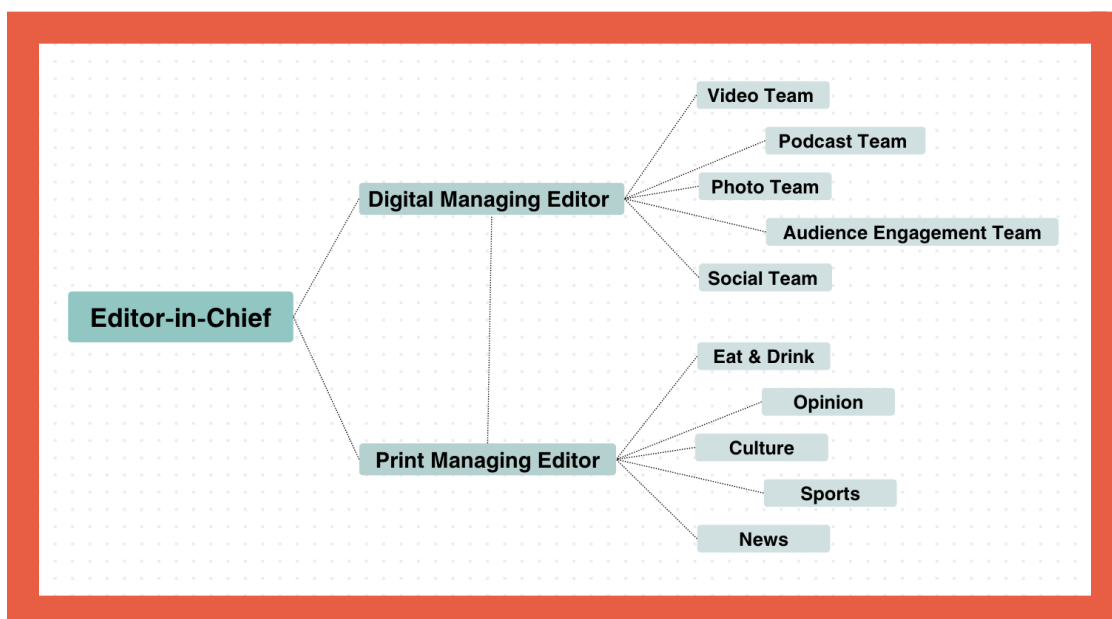 Video Team
Podcast Team
Digital Managing Editor
Photo Team
Audience Engagement Team
Social Team
Editor-in-Chief
Eat & Drink
Opinion
Print Managing Editor
Culture
Sports
News